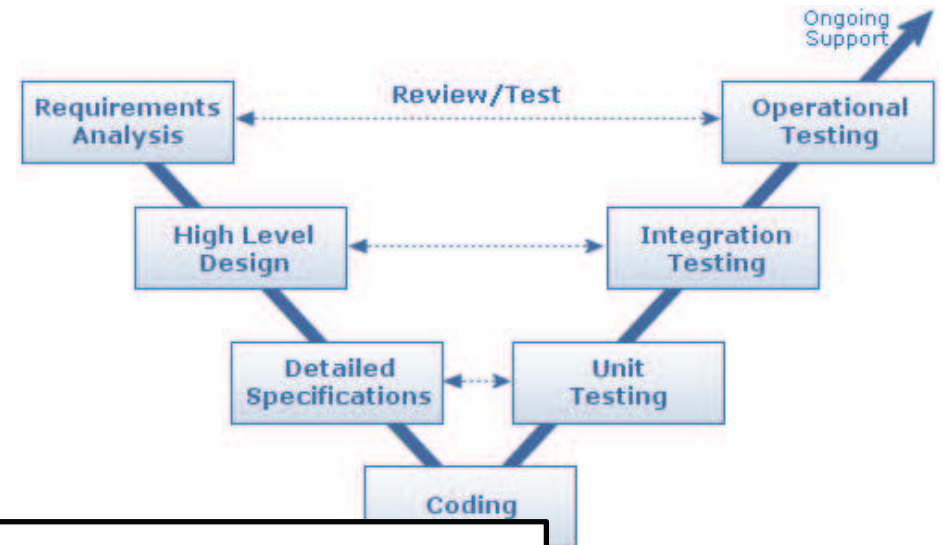 Ongoing
Support
Requirements
Analysis
Review/Test
Operational
Testing
High Level
Design
Integration
Testing
Detailed
Specifications
Unit
Testing
Coding